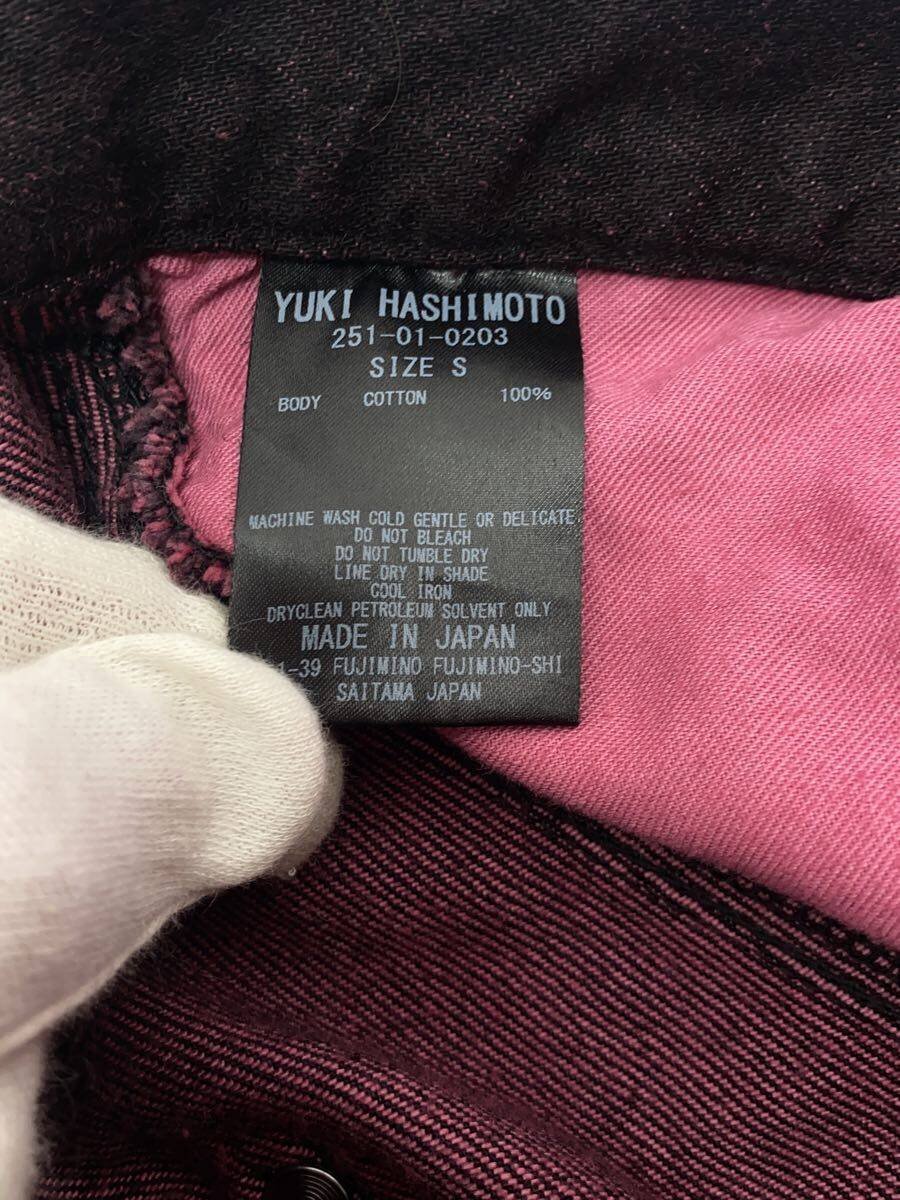 YUKI HASHIMOTO
251-01-0203
SIZE S
BODY COTTON 100%
MACHINE WASH COLD GENTLE OR DELICATE
DO NOT BLEACH
DO NOT TUMBLE DRY
LINE DRY IN SHADE
COOL IRON
DRYCLEAN PETROLEUM SOLVENT ONLY
MADE IN JAPAN
1-39 FUJIMINO FUJIMINO-SHI
SAITAMA JAPAN